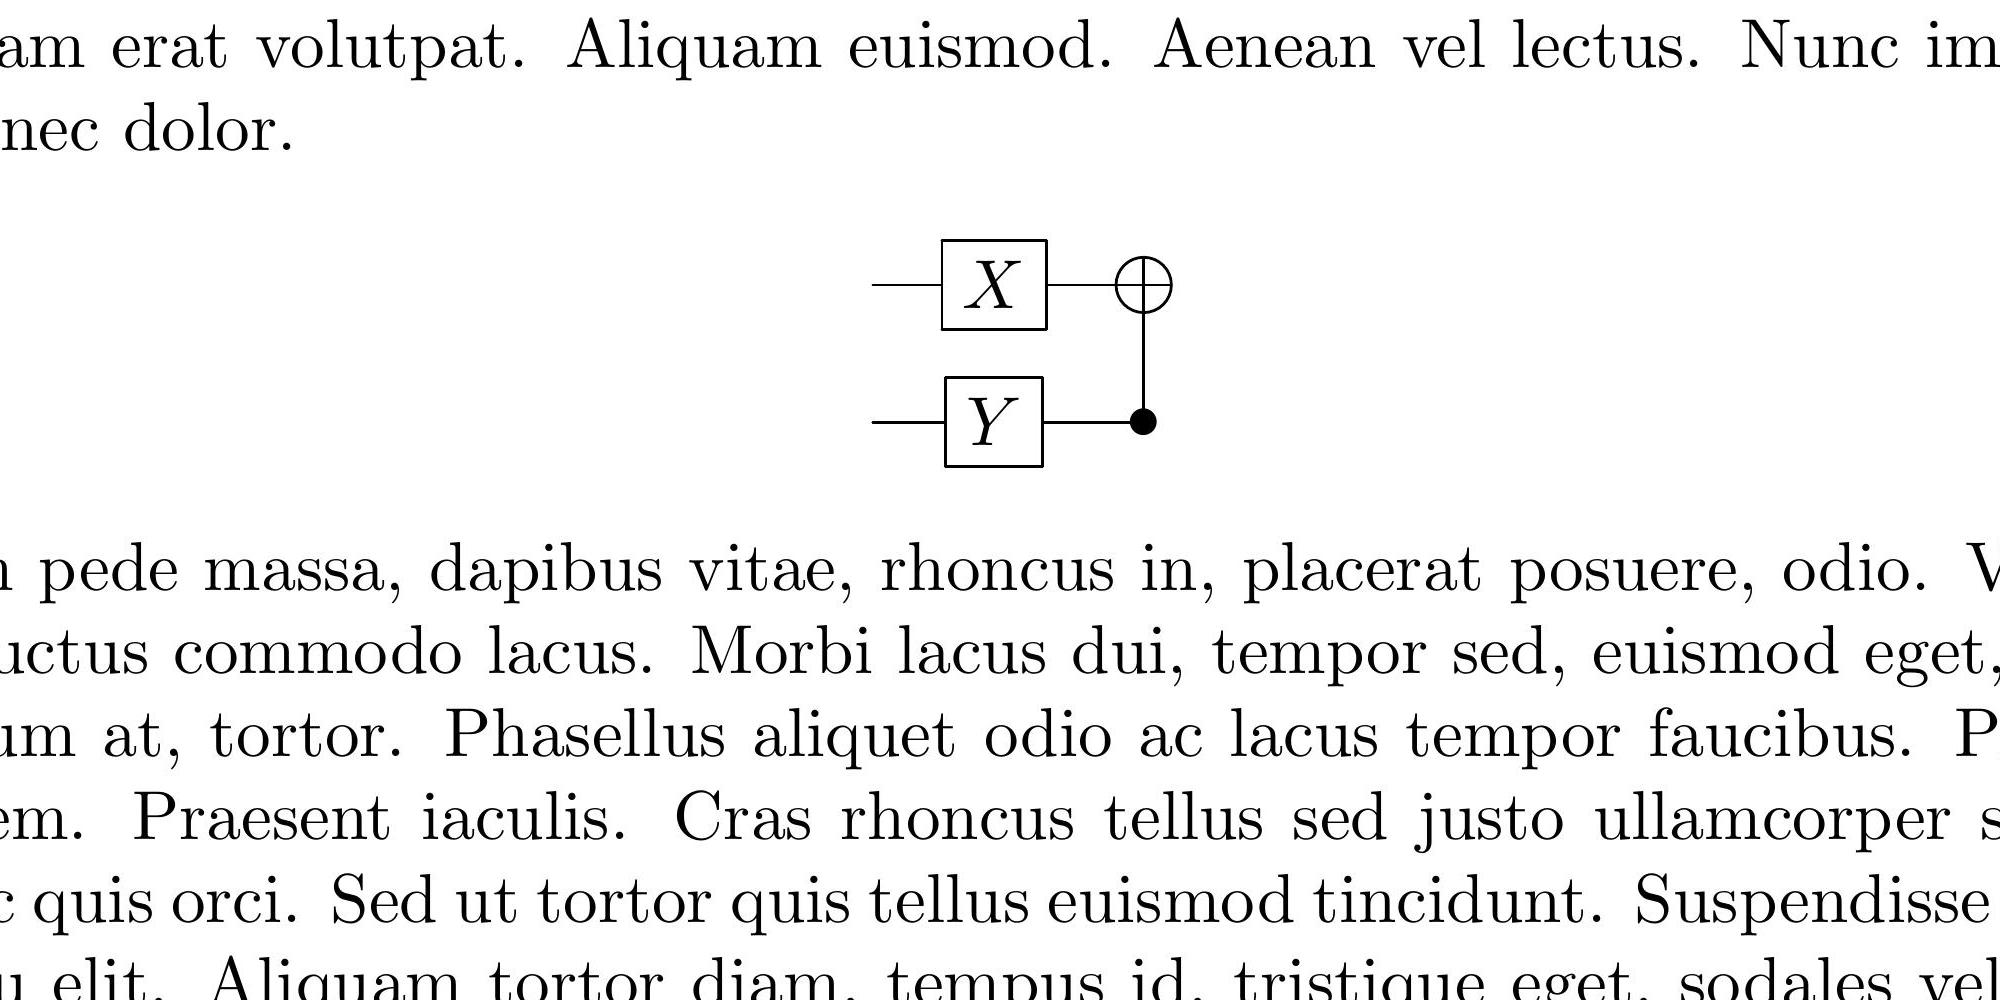 am erat volutpat. Aliquam euismod. Aenean vel lectus. Nunc im
nec dolor.
X
Y
pede massa, dapibus vitae, rhoncus in, placerat posuere, odio. V
uctus commodo lacus. Morbi lacus dui, tempor sed, euismod eget,
um at, tortor. Phasellus aliquet odio ac lacus tempor faucibus. P
em. Praesent iaculis. Cras rhoncus tellus sed justo ullamcorper s
c quis orci. Sed ut tortor quis tellus euismod tincidunt. Suspendisse
u elit. Aliquam tortor diam, tempus id, tristique eget, sodales vel